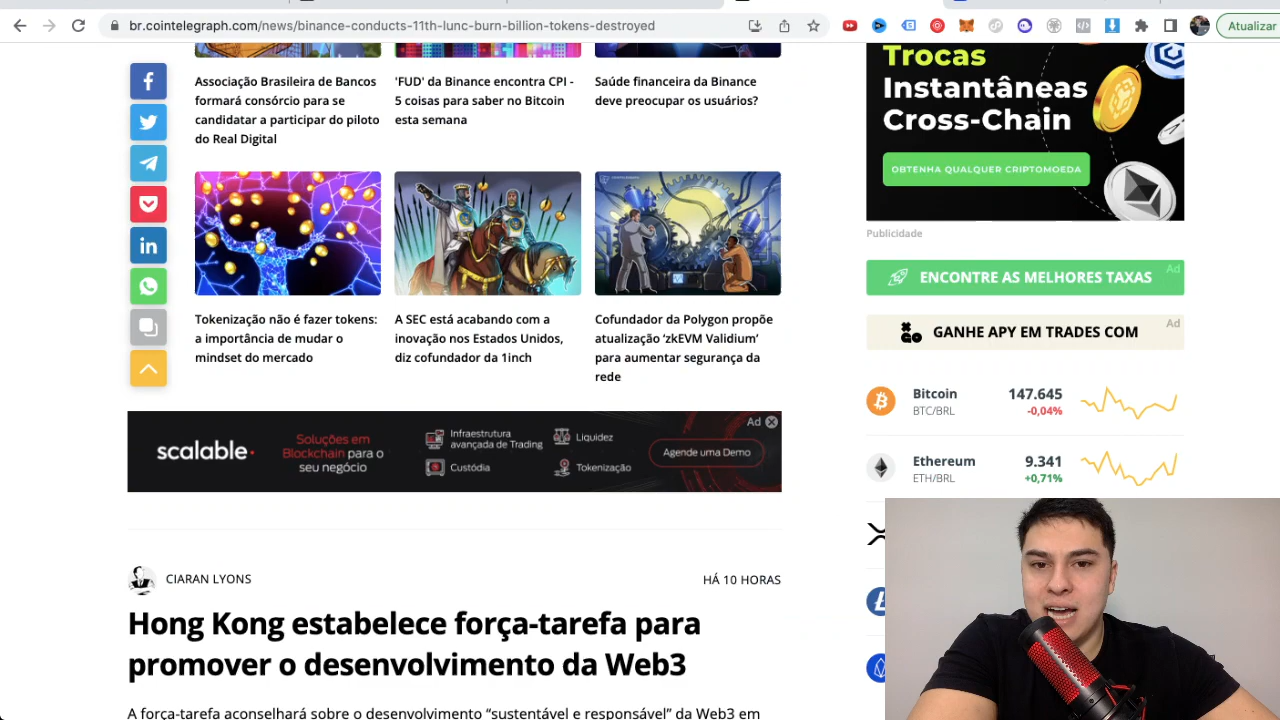 br.cointelegraph.com/news/binance-conducts-11th-lunc-burn-billion-tokens-destroyed
Atualizar
Associação Brasileira de Bancos
formará consórcio para se
candidatar a participar do piloto
do Real Digital
'FUD' da Binance encontra CPI -
5 coisas para saber no Bitcoin
esta semana
Saúde financeira da Binance
deve preocupar os usuários?
Tokenização não é fazer tokens:
a importância de mudar o
mindset do mercado
A SEC está acabando com a
inovação nos Estados Unidos,
diz cofundador da 1inch
Cofundador da Polygon propõe
atualização ‘zkEVM Validium’
para aumentar segurança da
rede
Ad
scalable.
Soluções em
Blockchain para o
seu negócio
Infraestrutura
avançada de Trading
Custódia
Liquidez
Tokenização
Agende uma Demo
CIARAN LYONS
HÁ 10 HORAS
Hong Kong estabelece força-tarefa para
promover o desenvolvimento da Web3
A força-tarefa aconselhará sobre o desenvolvimento “sustentável e responsável” da Web3 em
Trocas
Instantâneas
Cross-Chain
OBTENHA QUALQUER CRIPTOMOEDA
Publicidade
ENCONTRE AS MELHORES TAXAS
Ad
GANHE APY EM TRADES COM
Ad
Bitcoin
147.645
BTC/BRL
-0,04%
Ethereum
9.341
ETH/BRL
+0,71%